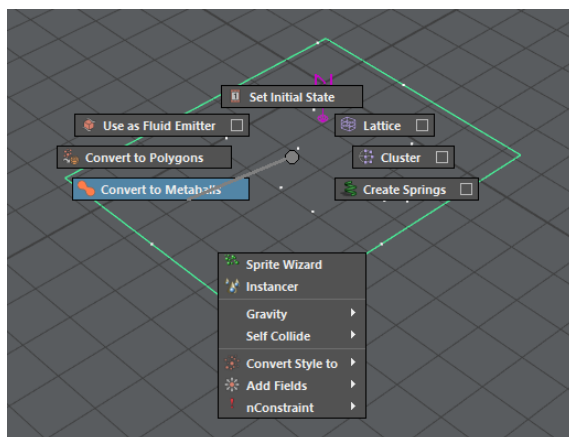 Set Initial State
Use as Fluid Emitter
Lattice
Convert to Polygons
Cluster
Convert to Metaballs
Create Springs
Sprite Wizard
Instancer
Gravity
Self Collide
Convert Style to
Add Fields
nConstraint